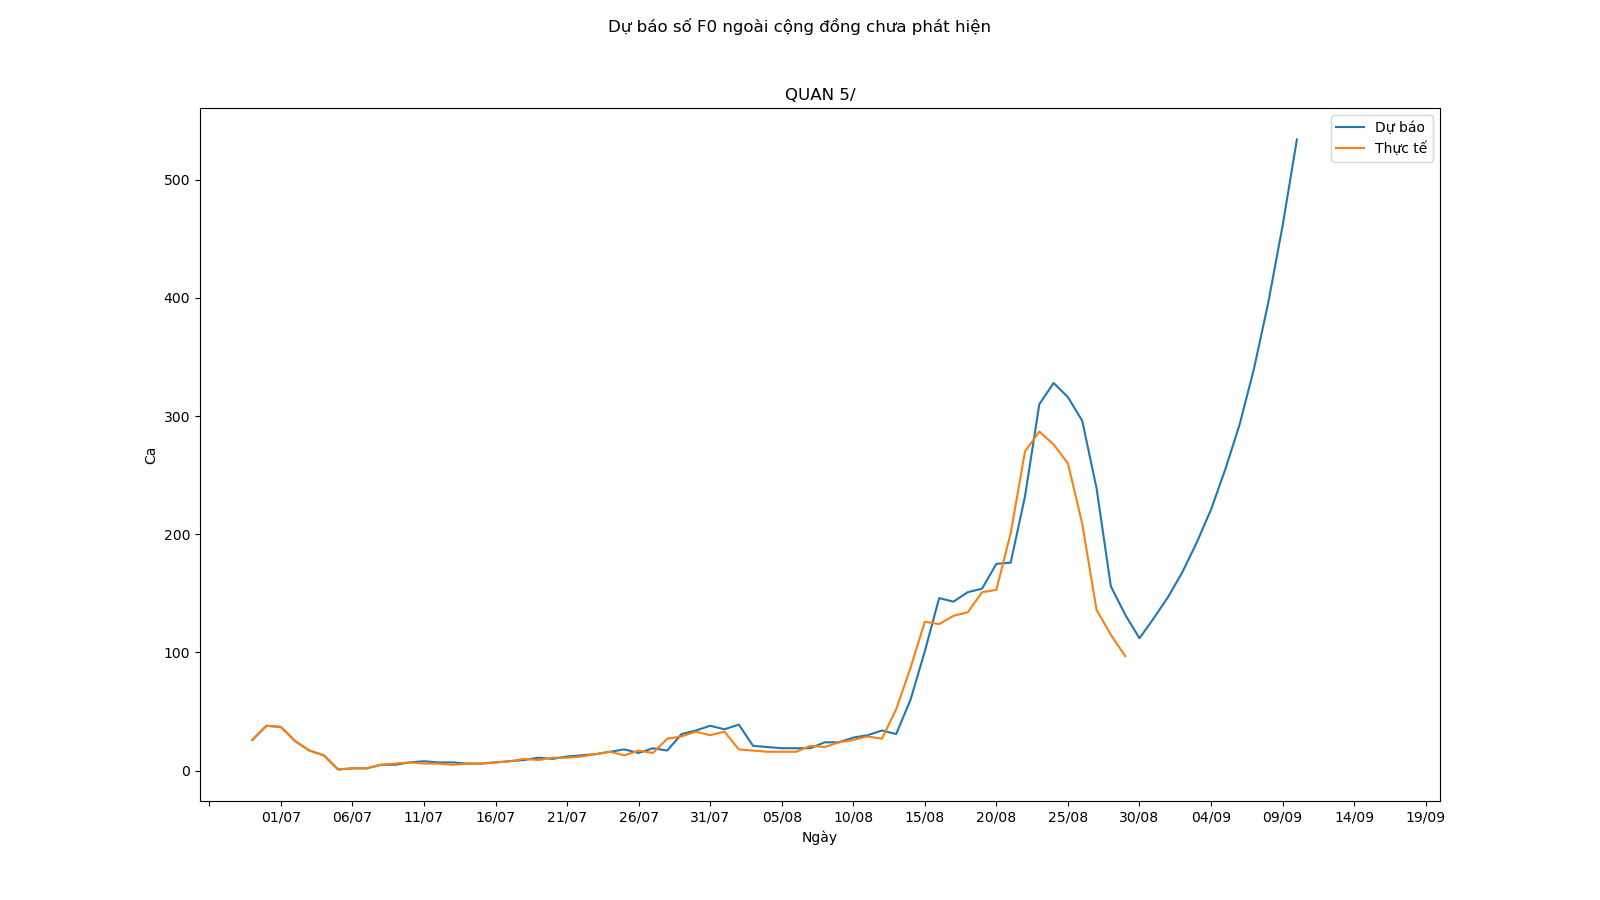 Dự báo số F0 ngoài cộng đồng chưa phát hiện
QUAN 5/
Dự báo
Thực tế
500
400
300
200
100
0
Ca
01/07 06/07 11/07 16/07 21/07 26/07 31/07 05/08 10/08 15/08 20/08 25/08 30/08 04/09 09/09 14/09 19/09
Ngày